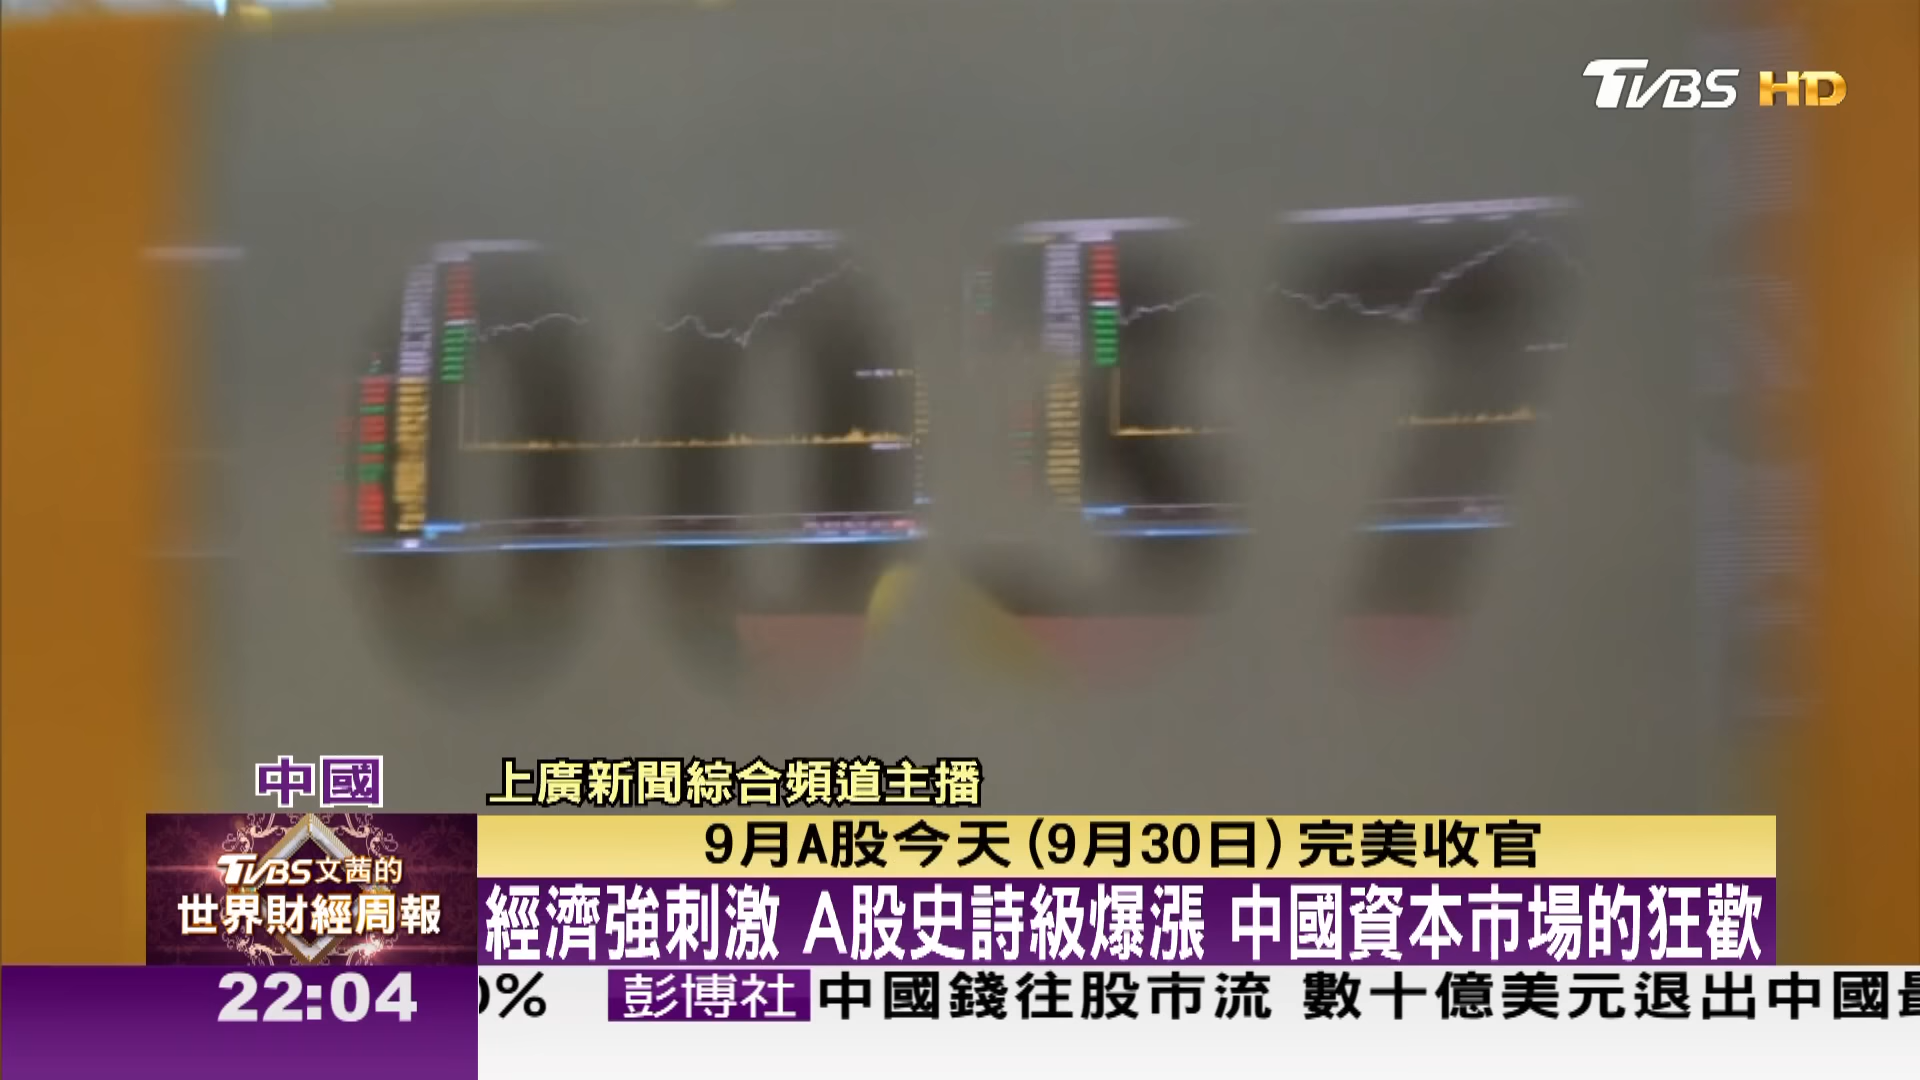 TVBS HD
中國
上廣新聞綜合頻道主播
9月A股今天(9月30日)完美收官
TVBS文茜的
世界財經周報
經濟強刺激 A股史詩級爆漲 中國資本市場的狂歡
22:04
% 彭博社 中國錢往股市流 數十億美元退出中國